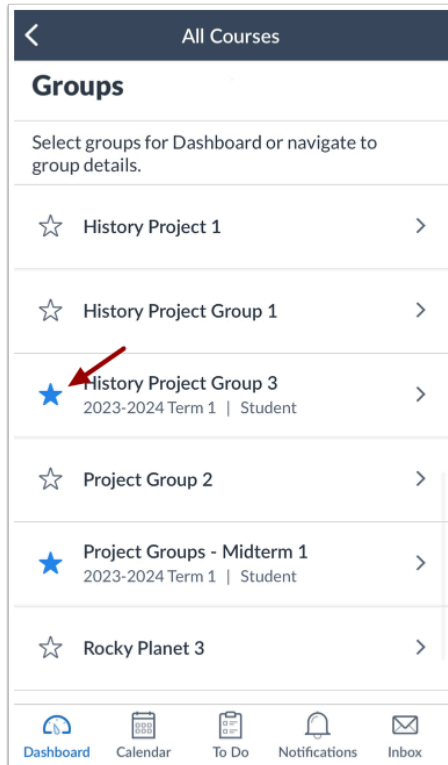 All Courses
Groups
Select groups for Dashboard or navigate to
group details.
History Project 1
History Project Group 1
History Project Group 3
2023-2024 Term 1 | Student
Project Group 2
Project Groups - Midterm 1
2023-2024 Term 1 | Student
Rocky Planet 3
Dashboard Calendar To Do Notifications Inbox